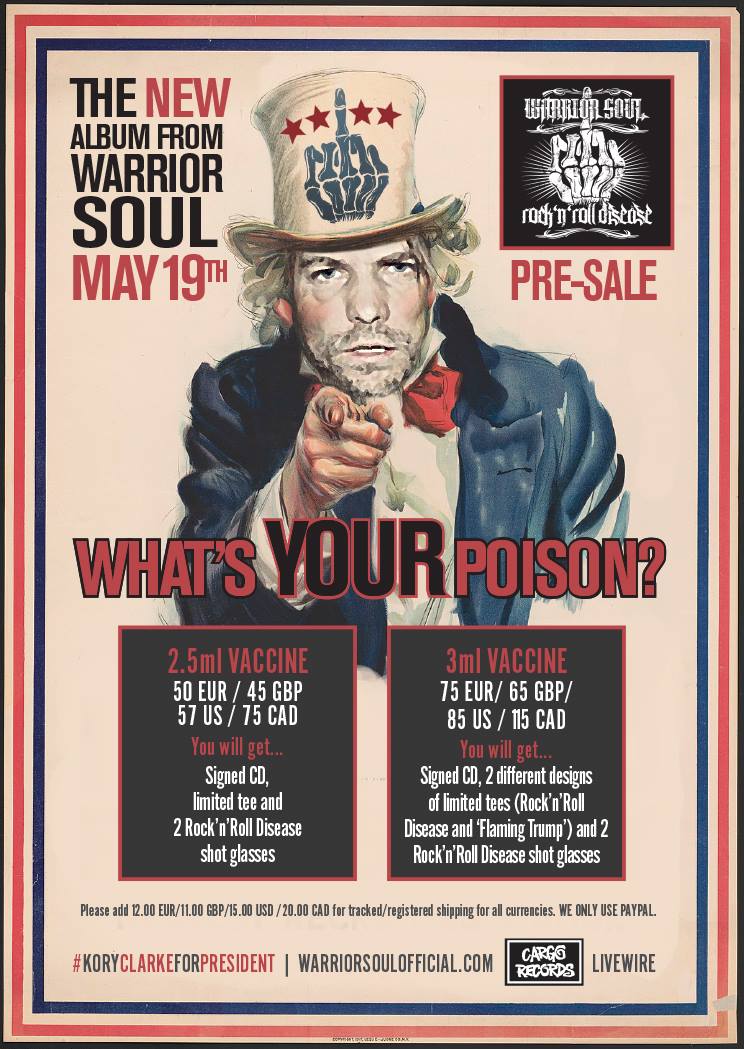 THE NEW
ALBUM FROM
WARRIOR
SOUL
MAY 19TH
WARRIOR SOUL
rock'n'roll disease
PRE-SALE
WHAT'S YOUR POISON?
2.5ml VACCINE
50 EUR / 45 GBP
57 US / 75 CAD
You will get...
Signed CD,
limited tee and
2 Rock'n'Roll Disease
shot glasses
3ml VACCINE
75 EUR/ 65 GBP/
85 US / 115 CAD
You will get...
Signed CD, 2 different designs
of limited tees (Rock'n'Roll
Disease and 'Flaming Trump') and 2
Rock'n'Roll Disease shot glasses
Please add 12.00 EUR/11.00 GBP/15.00 USD /20.00 CAD for tracked/registered shipping for all currencies. WE ONLY USE PAYPAL.
#KORYCLARKEFORPRESIDENT | WARRIORSOULOFFICIAL.COM
CARGO
RECORDS
LIVEWIRE